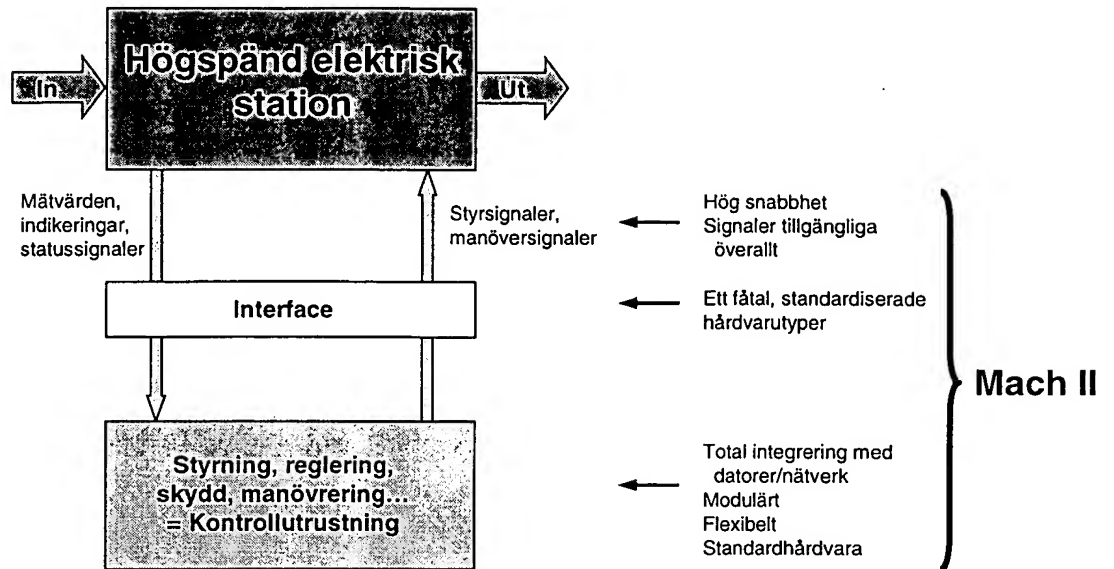 Högspänd elektrisk
station
In
Ut
Mätvärden,
indikeringar,
statussignaler
Styrsignaler,
manöversignaler
Hög snabbhet
Signaler tillgängliga
överallt
Interface
Ett fåtal, standardiserade
hårdvarutyper
Mach II
Styrning, reglering,
skydd, manövrering...
= Kontrollutrustning
Total integrering med
datorer/nätverk
Modulärt
Flexibelt
Standardhårdvara